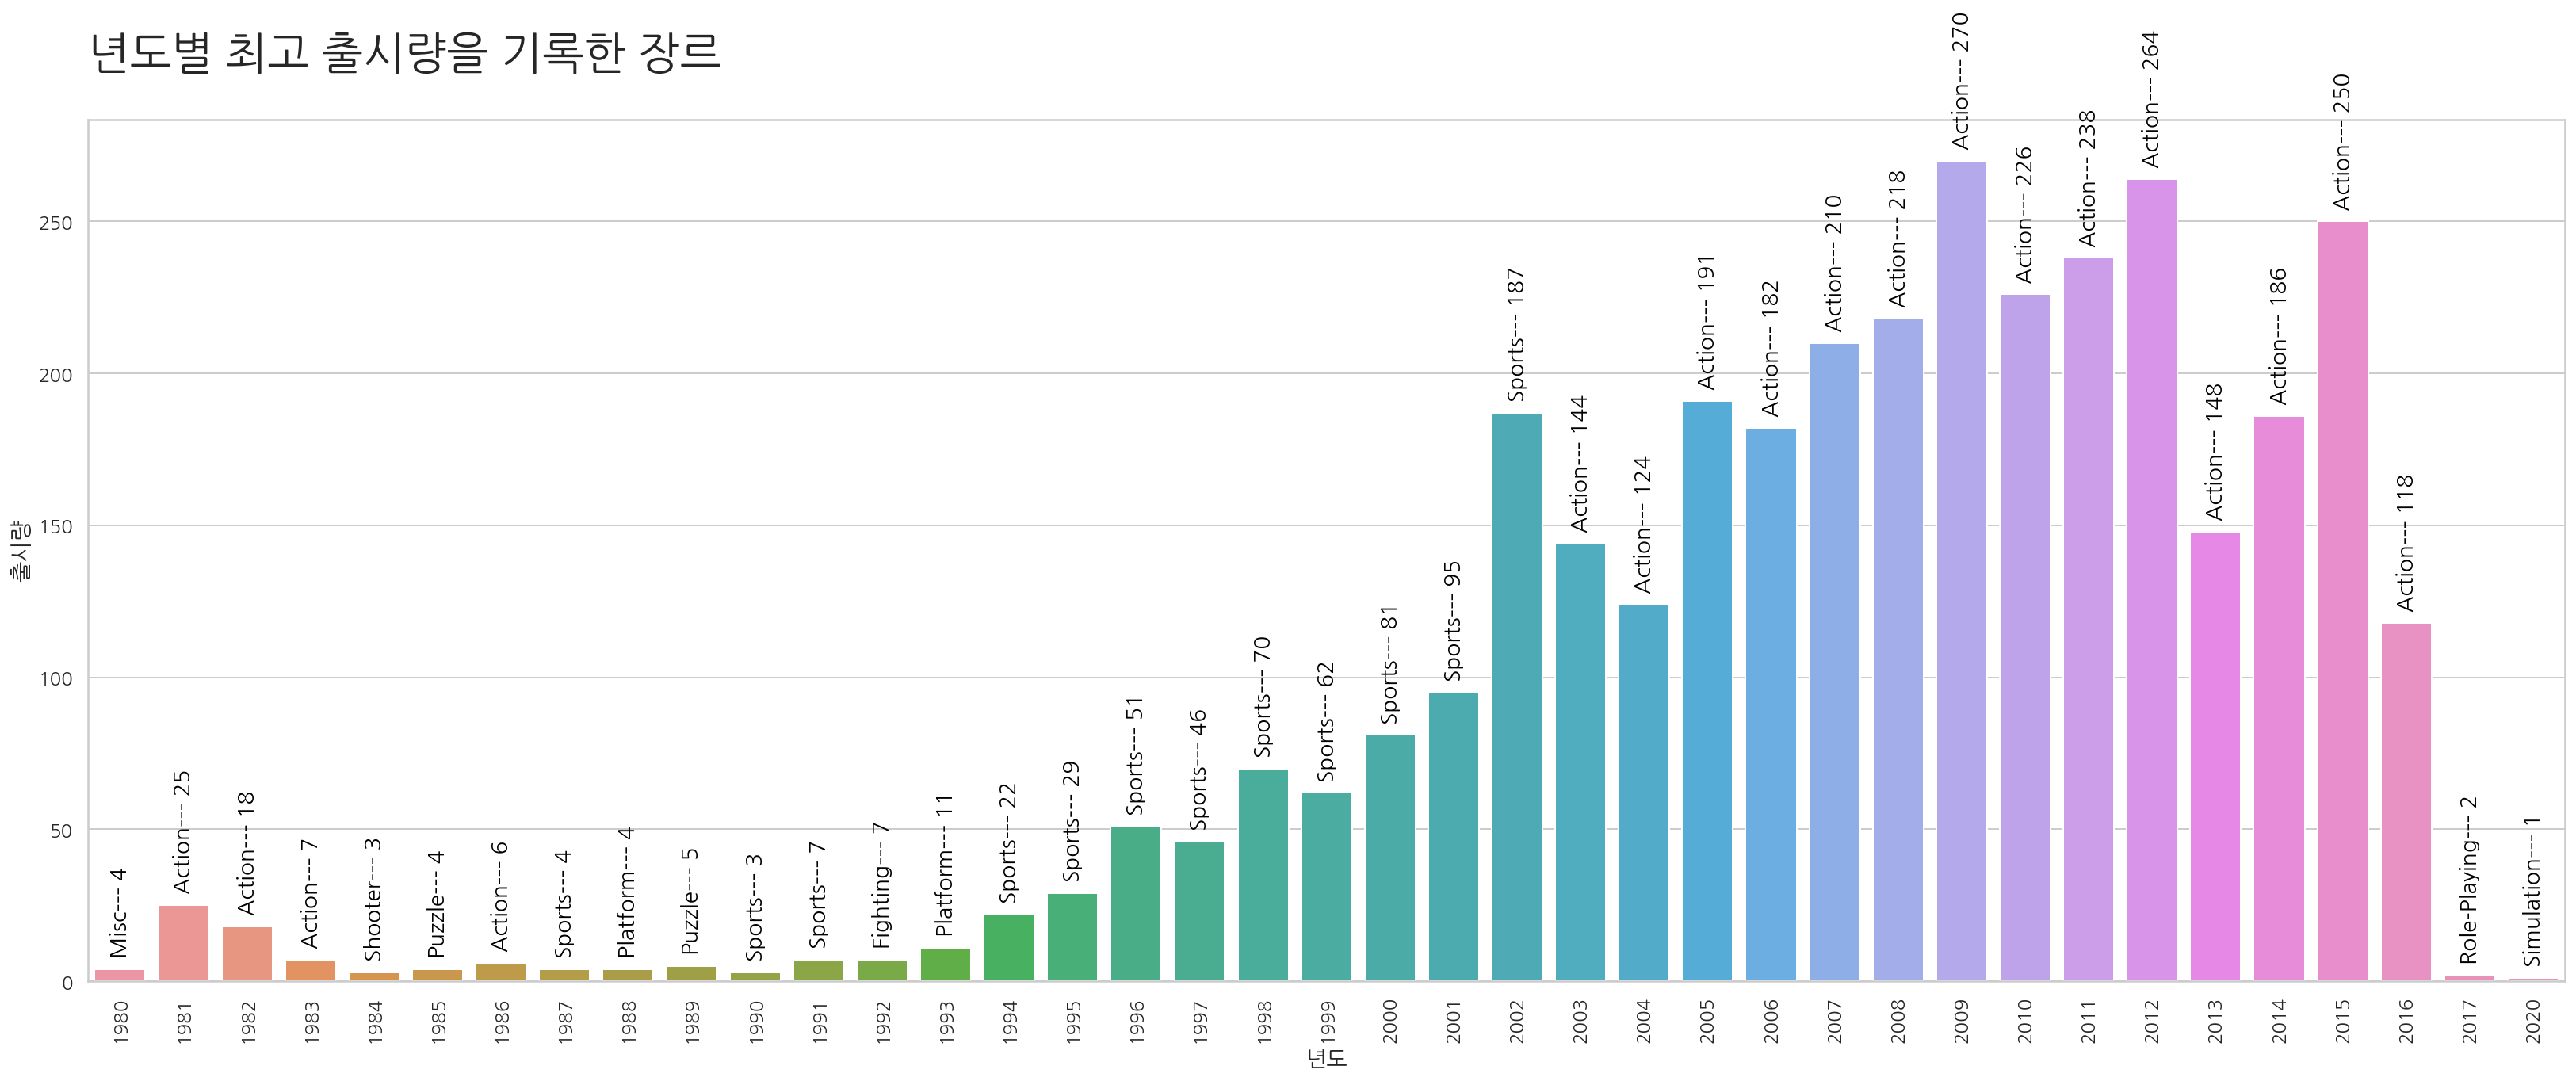 년도별 최고 출시량을 기록한 장르
출시량
250
200
150
100
50
0
Misc--- 4
Action--- 25
Action--- 18
Action--- 7
Shooter--- 3
Puzzle--- 4
Action--- 6
Sports--- 4
Platform--- 4
Puzzle--- 5
Sports--- 3
Sports--- 7
Fighting--- 7
Platform--- 11
Sports--- 22
Sports--- 29
Sports--- 51
Sports--- 46
Sports--- 70
Sports--- 62
Sports--- 81
Sports--- 95
Sports--- 187
Action--- 144
Action--- 124
Action--- 191
Action--- 182
Action--- 210
Action--- 218
Action--- 270
Action--- 226
Action--- 238
Action--- 264
Action--- 148
Action--- 186
Action--- 250
Action--- 118
Role-Playing--- 2
Simulation--- 1
1980
1981
1982
1983
1984
1985
1986
1987
1988
1989
1990
1991
1992
1993
1994
1995
1996
1997
1998
1999
2000
2001
2002
2003
2004
2005
2006
2007
2008
2009
2010
2011
2012
2013
2014
2015
2016
2017
2020
년도